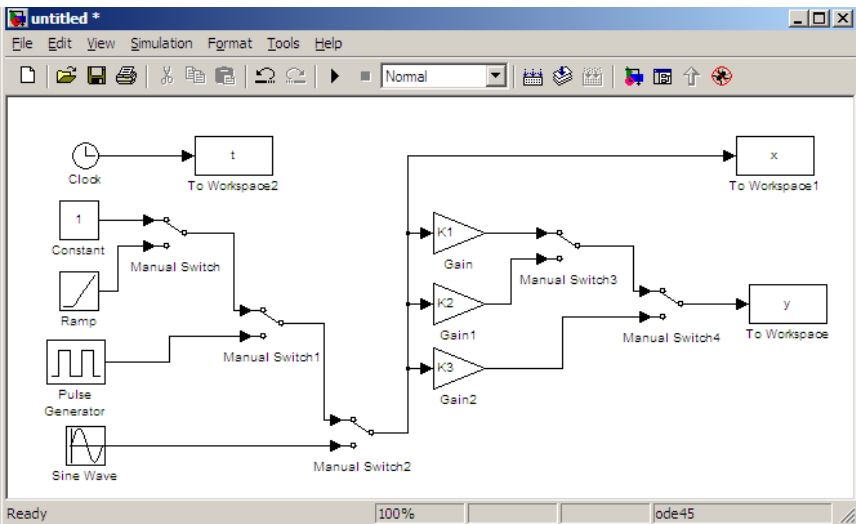 untitled *
File Edit View Simulation Format Tools Help
Normal
t
x
Clock
To Workspace2
To Workspace1
1
K1
Constant
Manual Switch
Gain
Manual Switch3
K2
y
Ramp
Gain1
Manual Switch4
To Workspace
Manual Switch1
K3
Pulse
Generator
Gain2
Manual Switch2
Sine Wave
Ready 100% ode45